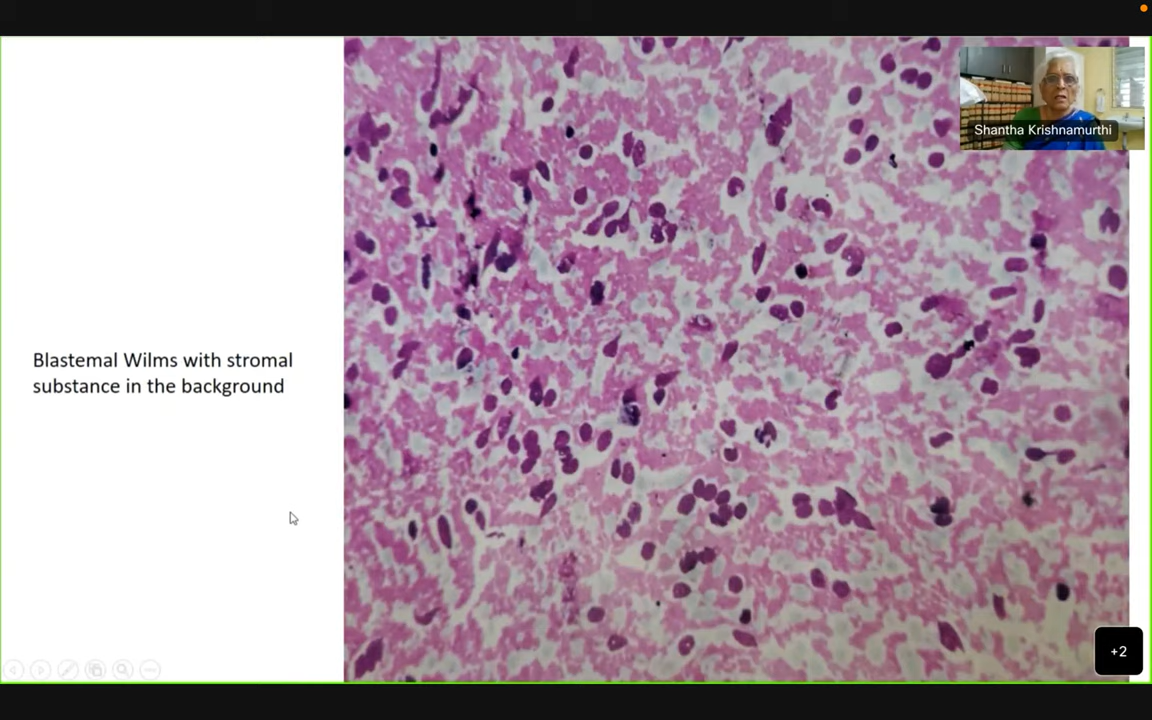 Blastemal Wilms with stromal
substance in the background
Shantha Krishnamurthi
+2